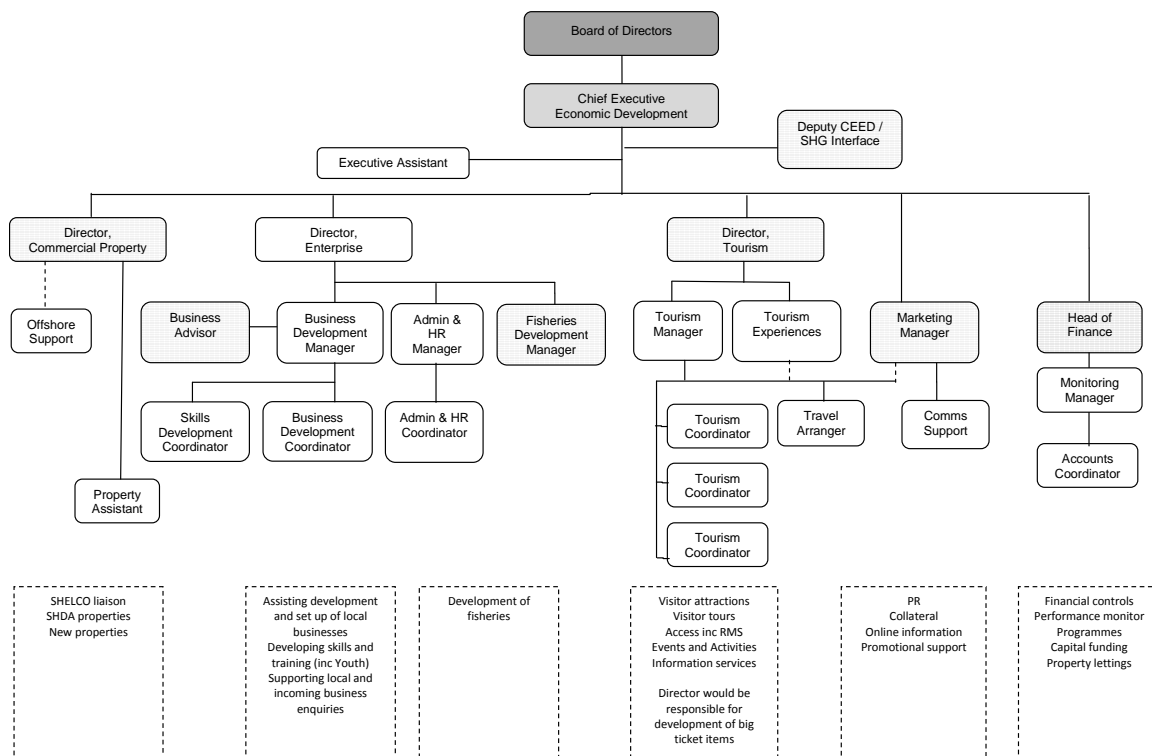 Board of Directors
Chief Executive
Economic Development
Deputy CEED /
SHG Interface
Executive Assistant
Director,
Commercial Property
Director,
Enterprise
Director,
Tourism
Offshore
Support
Business
Advisor
Business
Development
Manager
Admin &
HR
Manager
Fisheries
Development
Manager
Tourism
Manager
Tourism
Experiences
Marketing
Manager
Head of
Finance
Monitoring
Manager
Skills
Development
Coordinator
Business
Development
Coordinator
Admin & HR
Coordinator
Tourism
Coordinator
Travel
Arranger
Comms
Support
Accounts
Coordinator
Property
Assistant
Tourism
Coordinator
Tourism
Coordinator
SHELCO liaison
SHDA properties
New properties
Assisting development
and set up of local
businesses
Developing skills and
training (inc Youth)
Supporting local and
incoming business
enquiries
Development of
fisheries
Visitor attractions
Visitor tours
Access inc RMS
Events and Activities
Information services
Director would be
responsible for
development of big
ticket items
PR
Collateral
Online information
Promotional support
Financial controls
Performance monitor
Programmes
Capital funding
Property lettings